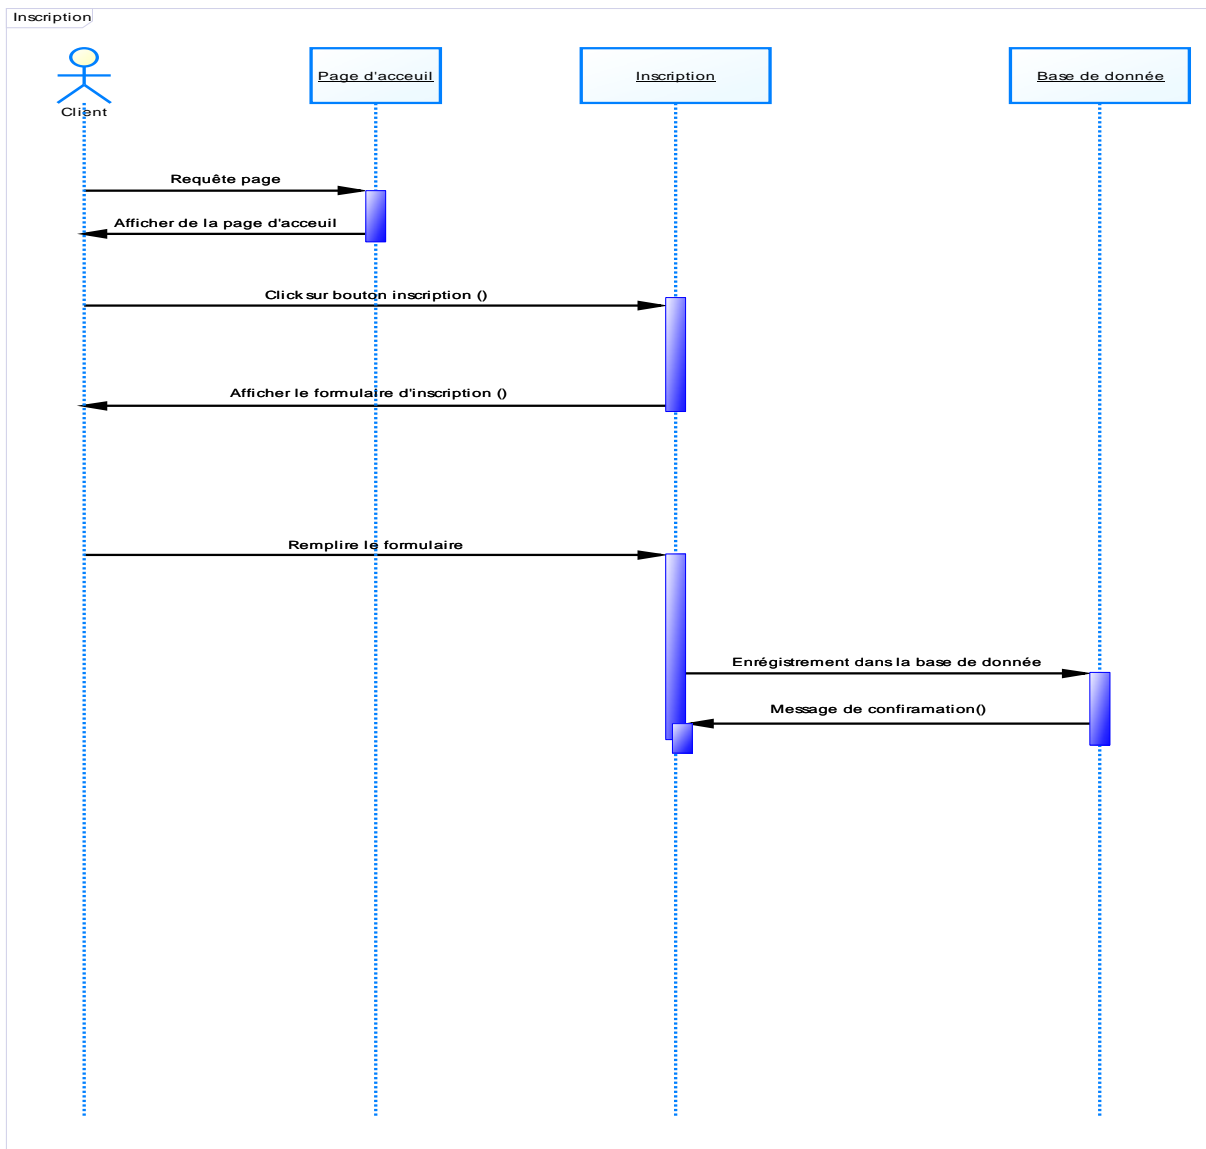 Inscription
Page d'acceuil
Inscription
Base de donnée
Client
Requête page
Afficher de la page d'acceuil
Click sur bouton inscription ()
Afficher le formulaire d'inscription ()
Remplire le formulaire
Enrégistrement dans la base de donnée
Message de confiramation()